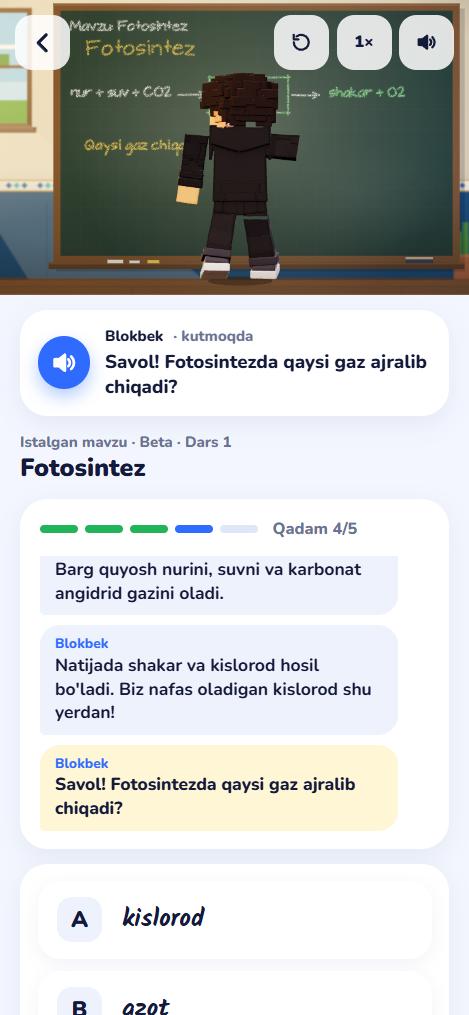 Mavzu: Fotosintez
Fotosintez
1×
nur + suv + CO2
shakar + O2
Qaysi gaz
Blokbek · kutmoqda
Savol! Fotosintezda qaysi gaz ajralib
chiqadi?
Istalgan mavzu · Beta · Dars 1
Fotosintez
Qadam 4/5
Barg quyosh nurini, suvni va karbonat
angidrid gazini oladi.
Blokbek
Natijada shakar va kislorod hosil
bo'ladi. Biz nafas oladigan kislorod shu
yerdan!
Blokbek
Savol! Fotosintezda qaysi gaz ajralib
chiqadi?
A kislorod
B azot